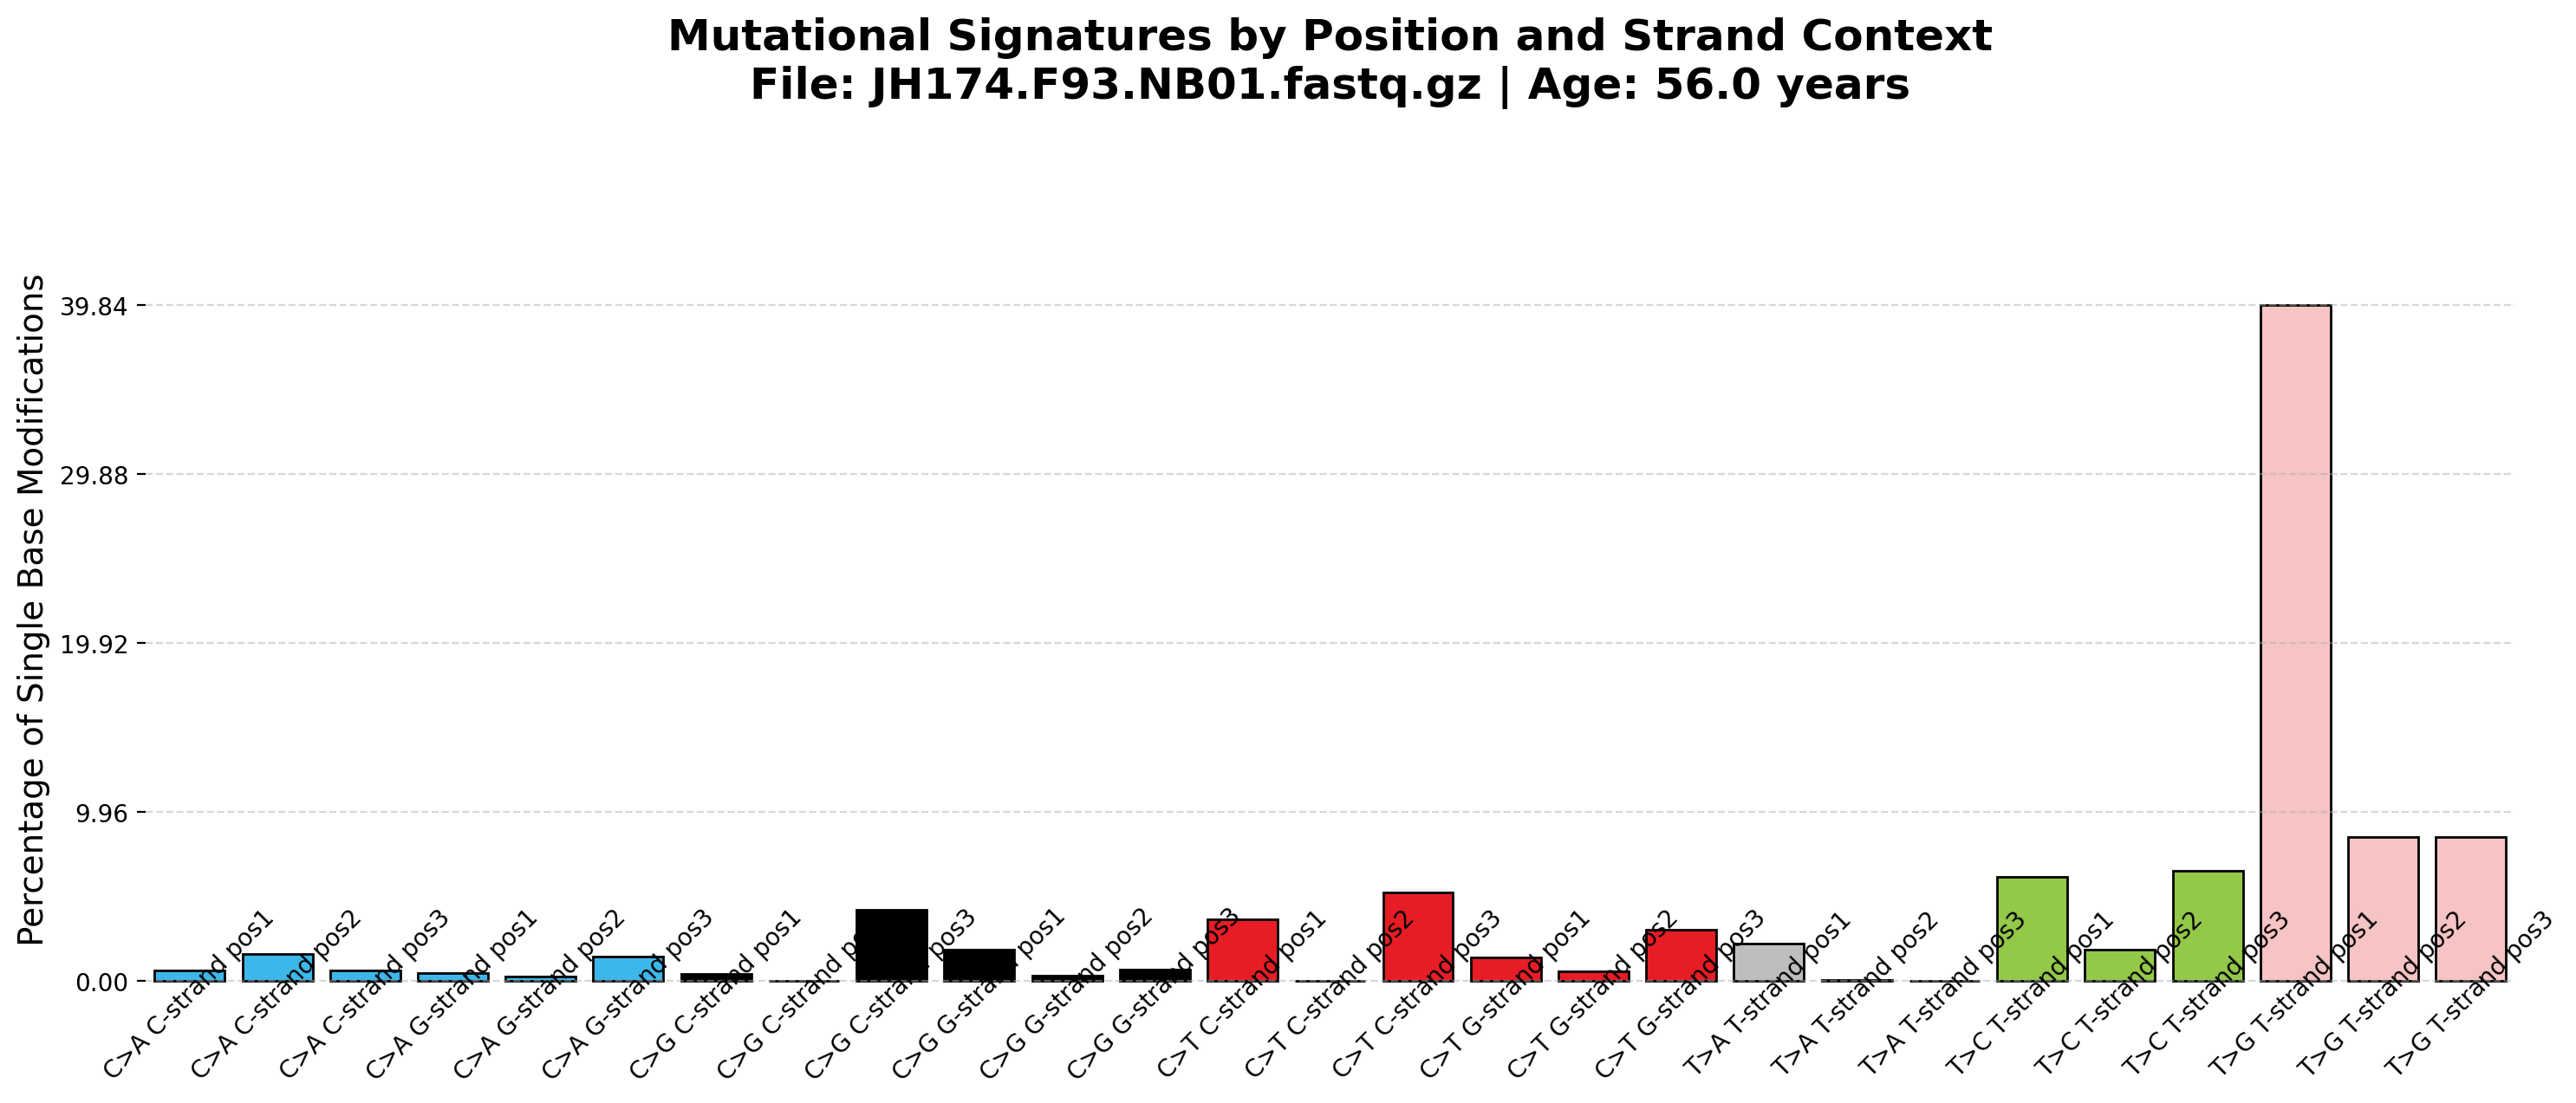 Mutational Signatures by Position and Strand Context
File: JH174.F93.NB01.fastq.gz | Age: 56.0 years
Percentage of Single Base Modifications
39.84
29.88
19.92
9.96
0.00
C>A C-strand pos1
C>A C-strand pos2
C>A C-strand pos3
C>A G-strand pos1
C>A G-strand pos2
C>A G-strand pos3
C>G C-strand pos1
C>G C-strand pos2
C>G C-strand pos3
C>G G-strand pos1
C>G G-strand pos2
C>G G-strand pos3
C>T C-strand pos1
C>T C-strand pos2
C>T C-strand pos3
C>T G-strand pos1
C>T G-strand pos2
C>T G-strand pos3
T>A T-strand pos1
T>A T-strand pos2
T>A T-strand pos3
T>C T-strand pos1
T>C T-strand pos2
T>C T-strand pos3
T>G T-strand pos1
T>G T-strand pos2
T>G T-strand pos3